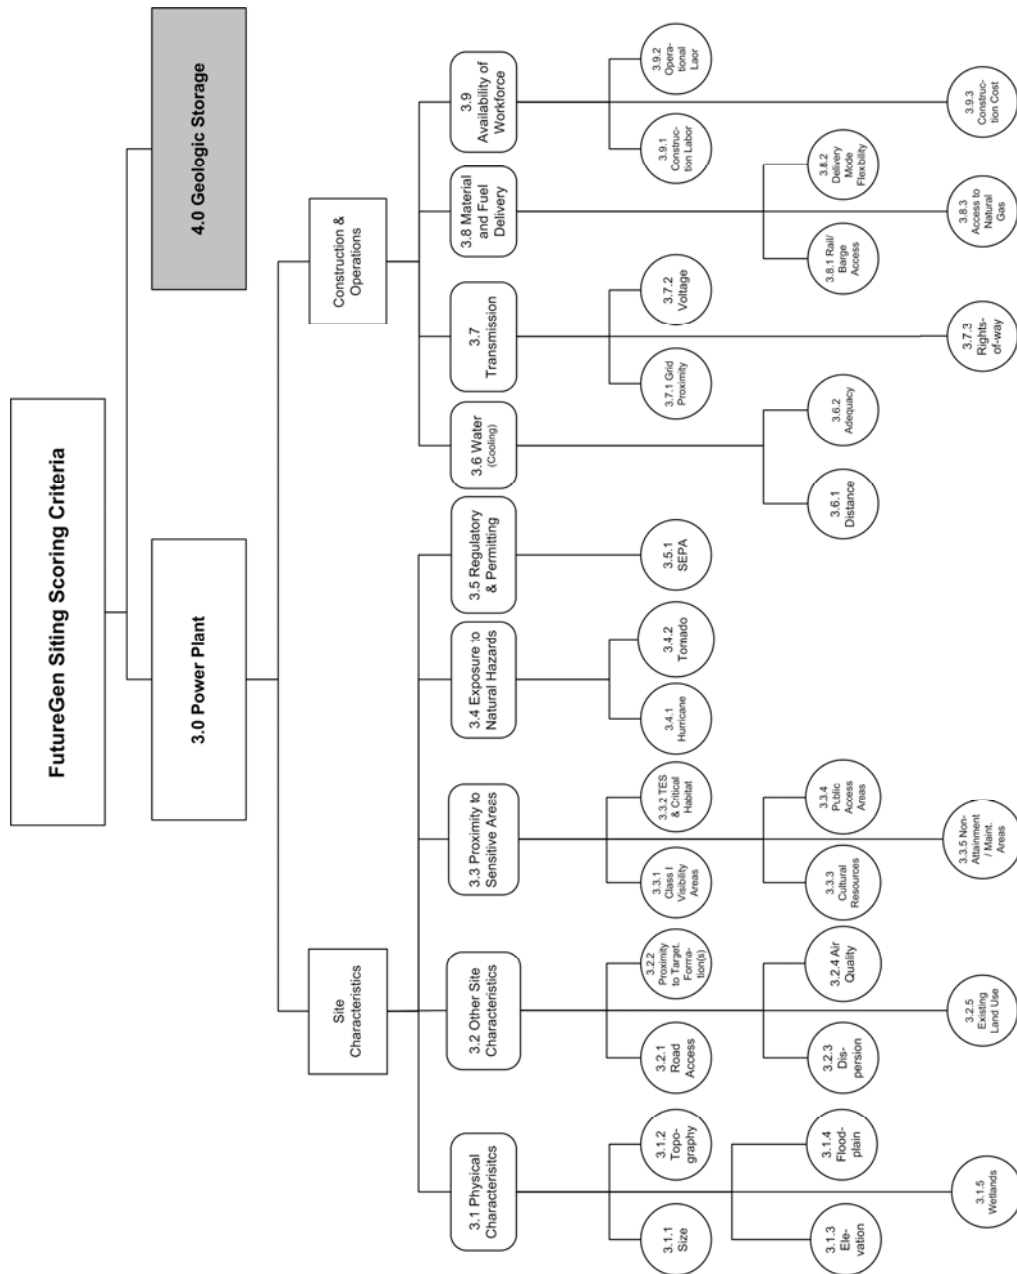 FutureGen Siting Scoring Criteria
3.0 Power Plant
4.0 Geologic Storage
Site
Characteristics
Construction &
Operations
3.1 Physical
Characterisitcs
3.2 Other Site
Characteristics
3.3 Proximity to
Sensitive Areas
3.4 Exposure to
Natural Hazards
3.5 Regulatory
& Permitting
3.6 Water
(Cooling)
3.7
Transmission
3.8 Material
and Fuel
Delivery
3.9
Availability of
Workforce
3.1.1
Size
3.1.2
Topo-
graphy
3.2.1
Road
Access
3.2.2
Proximity
to Target.
Forma-
tion(s)
3.3.1
Class I
Visibility
Areas
3.3.2 TES
& Critical
Habitat
3.4.1
Hurricane
3.4.2
Tornado
3.5.1
SEPA
3.7.1 Grid
Proximity
3.7.2
Voltage
3.9.1
Construc-
tion Labor
3.9.2
Opera-
tional
Laor
3.1.3
Ele-
vation
3.1.4
Flood-
plain
3.2.3
Dis-
persion
3.2.4 Air
Quality
3.3.3
Cultural
Resources
3.3.4
Public
Access
Areas
3.6.1
Distance
3.6.2
Adequacy
3.8.1 Rail/
Barge
Access
3.8.2
Delivery
Mode
Flexibility
3.1.5
Wetlands
3.2.5
Existing
Land Use
3.3.5 Non-
Attainment
/ Maint.
Areas
3.7.3
Rights-
of-way
3.8.3
Access to
Natural
Gas
3.9.3
Construc-
tion Cost